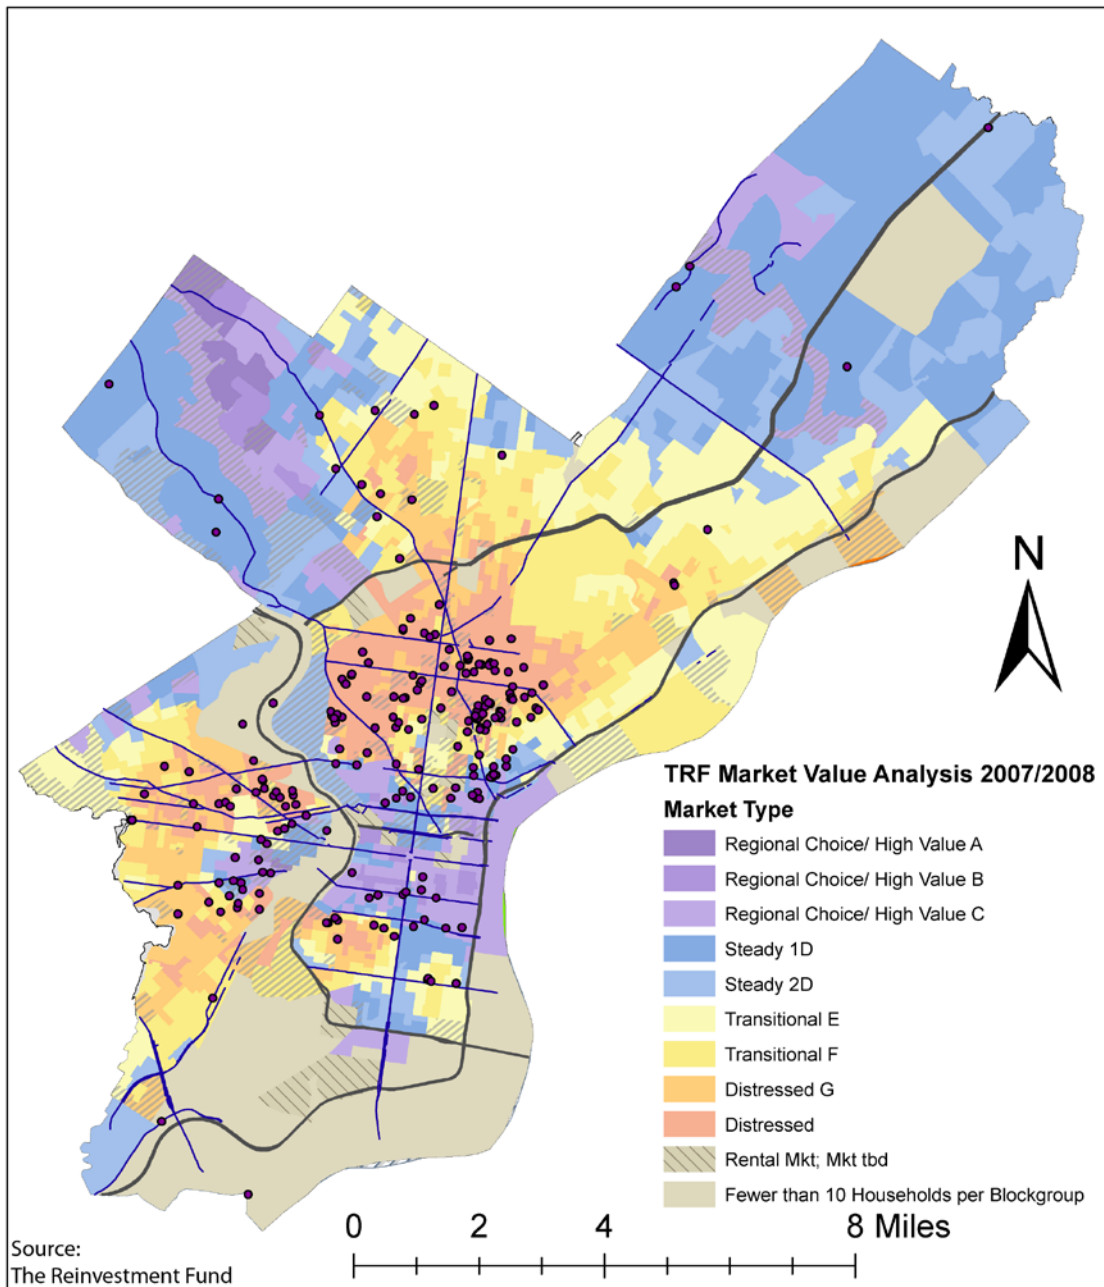 N
TRF Market Value Analysis 2007/2008
Market Type
Regional Choice/ High Value A
Regional Choice/ High Value B
Regional Choice/ High Value C
Steady 1D
Steady 2D
Transitional E
Transitional F
Distressed G
Distressed
Rental Mkt; Mkt tbd
Fewer than 10 Households per Blockgroup
0 2 4 8 Miles
Source:
The Reinvestment Fund